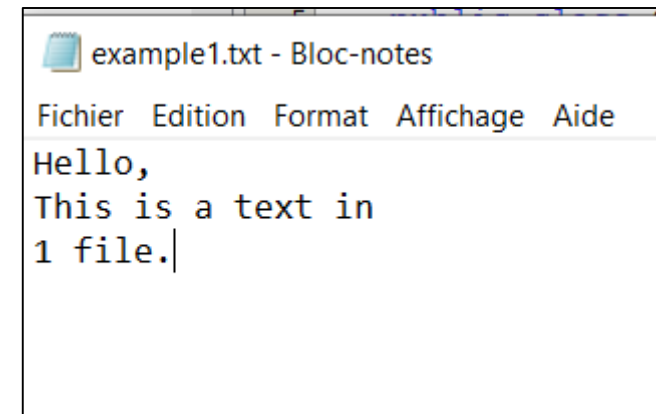 example1.txt - Bloc-notes
Fichier Edition Format Affichage Aide
Hello,
This is a text in
1 file.